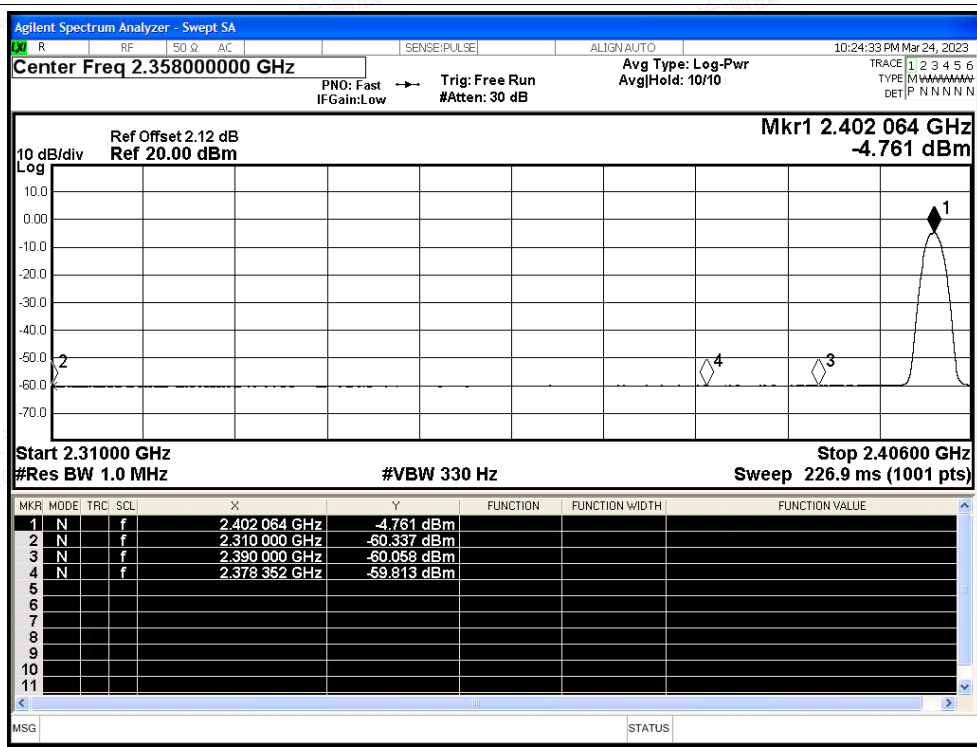 Agilent Spectrum Analyzer - Swept SA
LXI R RF 50 Ω AC SENSE:PULSE ALIGN AUTO 10:24:33 PM Mar 24, 2023
Center Freq 2.358000000 GHz
PNO: Fast
IFGain:Low
Trig: Free Run
#Atten: 30 dB
Avg Type: Log-Pwr
Avg|Hold: 10/10
TRACE 1 2 3 4 5 6
TYPE M W W W W W
DET P N N N N N
Mkr1 2.402 064 GHz
-4.761 dBm
Ref Offset 2.12 dB
10 dB/div Ref 20.00 dBm
Log
10.0
0.00
-10.0
-20.0
-30.0
-40.0
-50.0
-60.0
-70.0
1
2
4
3
Start 2.31000 GHz Stop 2.40600 GHz
#Res BW 1.0 MHz #VBW 330 Hz Sweep 226.9 ms (1001 pts)
MKR MODE TRC SCL X Y FUNCTION FUNCTION WIDTH FUNCTION VALUE
1 N f 2.402 064 GHz -4.761 dBm
2 N f 2.310 000 GHz -60.337 dBm
3 N f 2.390 000 GHz -60.058 dBm
4 N f 2.378 352 GHz -59.813 dBm
5
6
7
8
9
10
11
MSG STATUS